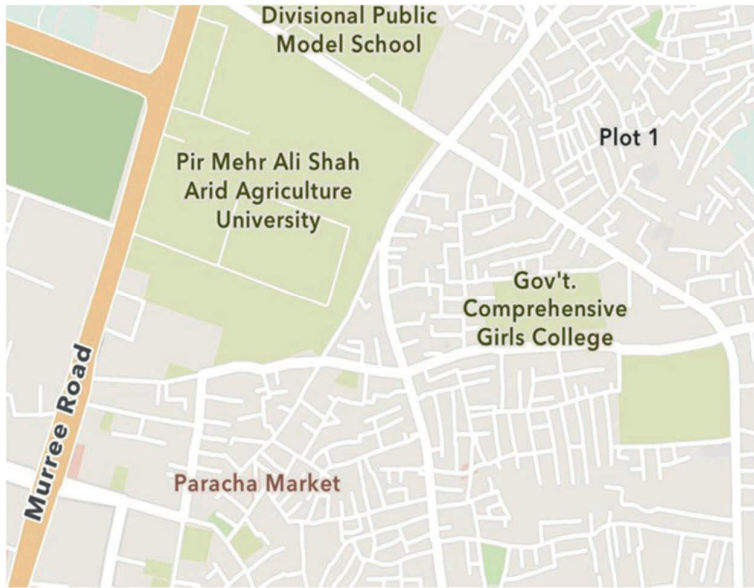 Divisional Public
Model School
Plot 1
Pir Mehr Ali Shah
Arid Agriculture
University
Gov't.
Comprehensive
Girls College
Murree Road
Paracha Market